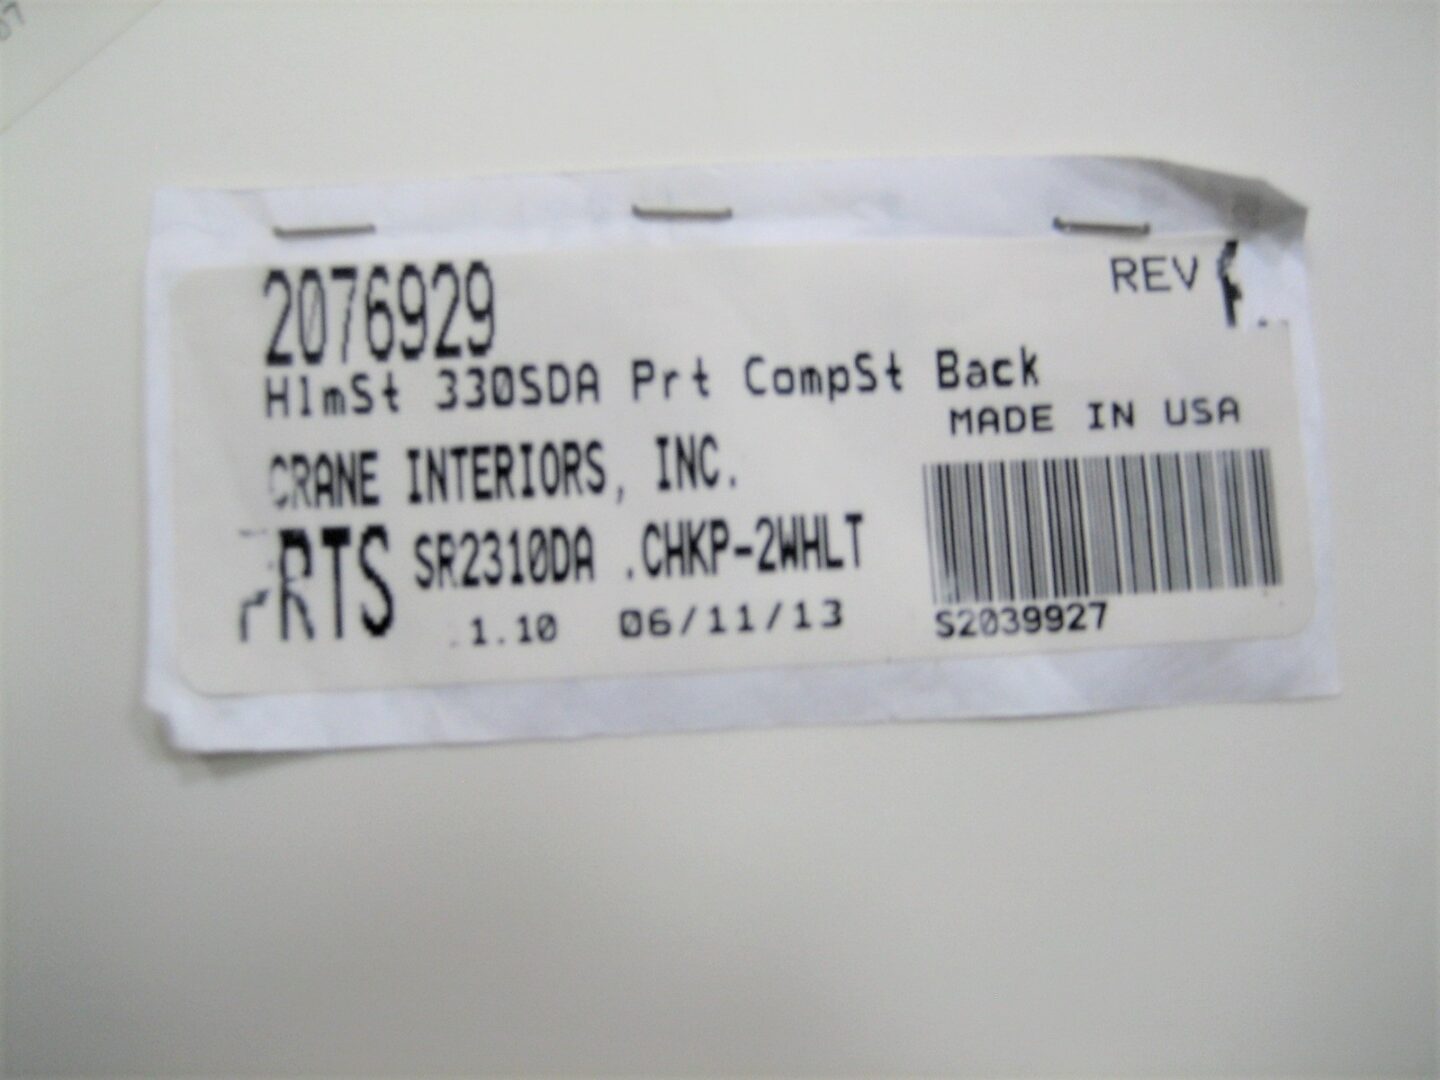 2076929
REV
HlmSt 330SDA Prt CompSt Back
MADE IN USA
CRANE INTERIORS, INC.
SR2310DA .CHKP-2WHLT
1.10 06/11/13
S2039927